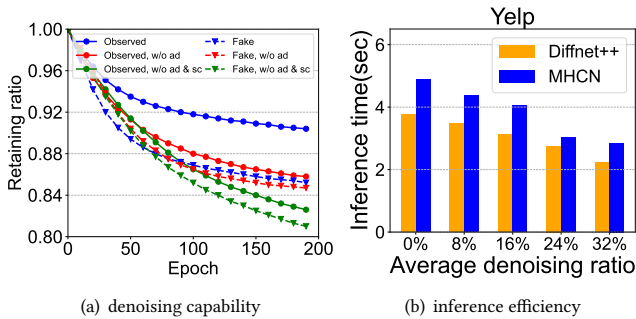 1.00
0.96
0.92
0.88
0.84
0.80
Retaining ratio
Observed
Observed, w/o ad
Observed, w/o ad & sc
Fake
Fake, w/o ad
Fake, w/o ad & sc
0 50 100 150 200
Epoch
(a) denoising capability
Yelp
Diffnet++
MHCN
6
4
2
0
Inference time(sec)
0% 8% 16% 24% 32%
Average denoising ratio
(b) inference efficiency